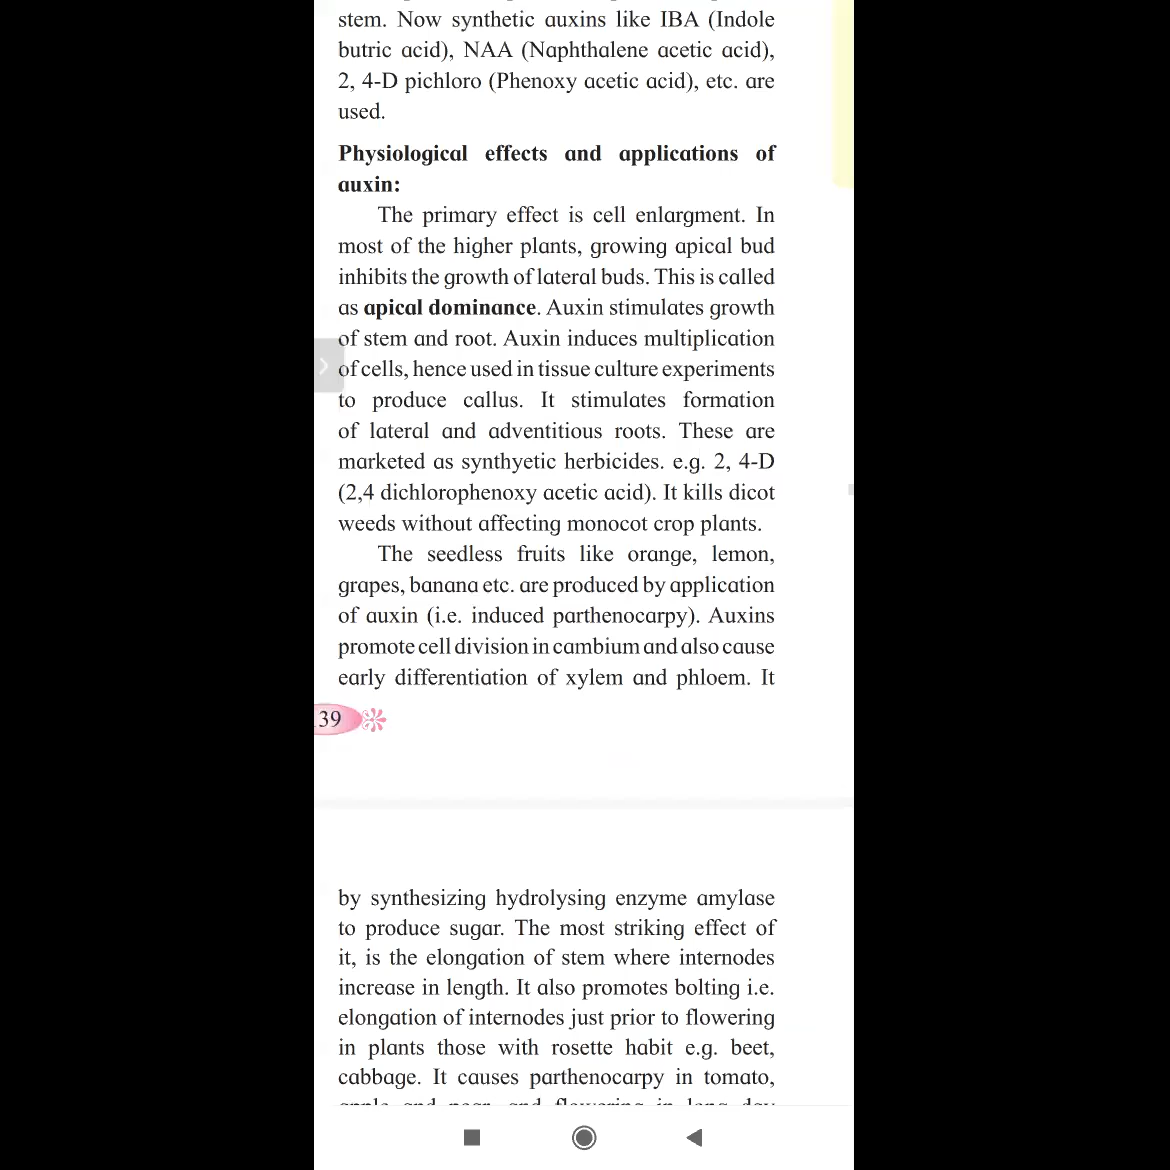 stem. Now synthetic auxins like IBA (Indole
butric acid), NAA (Naphthalene acetic acid),
2, 4-D pichloro (Phenoxy acetic acid), etc. are
used.
Physiological effects and applications of
auxin:
The primary effect is cell enlargment. In
most of the higher plants, growing apical bud
inhibits the growth of lateral buds. This is called
as apical dominance. Auxin stimulates growth
of stem and root. Auxin induces multiplication
of cells, hence used in tissue culture experiments
to produce callus. It stimulates formation
of lateral and adventitious roots. These are
marketed as synthyetic herbicides. e.g. 2, 4-D
(2,4 dichlorophenoxy acetic acid). It kills dicot
weeds without affecting monocot crop plants.
The seedless fruits like orange, lemon,
grapes, banana etc. are produced by application
of auxin (i.e. induced parthenocarpy). Auxins
promote cell division in cambium and also cause
early differentiation of xylem and phloem. It
39
by synthesizing hydrolysing enzyme amylase
to produce sugar. The most striking effect of
it, is the elongation of stem where internodes
increase in length. It also promotes bolting i.e.
elongation of internodes just prior to flowering
in plants those with rosette habit e.g. beet,
cabbage. It causes parthenocarpy in tomato,